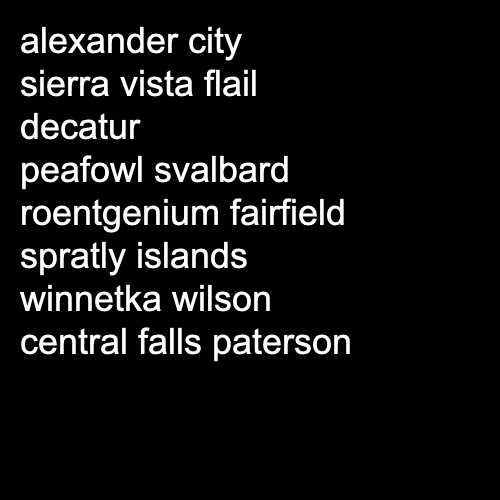 alexander city
sierra vista flail
decatur
peafowl svalbard
roentgenium fairfield
spratly islands
winnetka wilson
central falls paterson